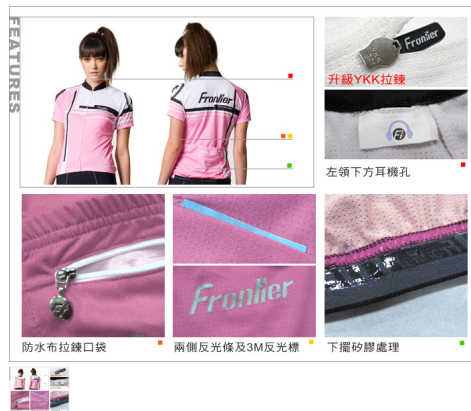 FEATURES
Frontier
Frontier
升級YKK拉鍊
左領下方耳機孔
Frontier
防水布拉鍊口袋
兩側反光條及3M反光標
下擺矽膠處理